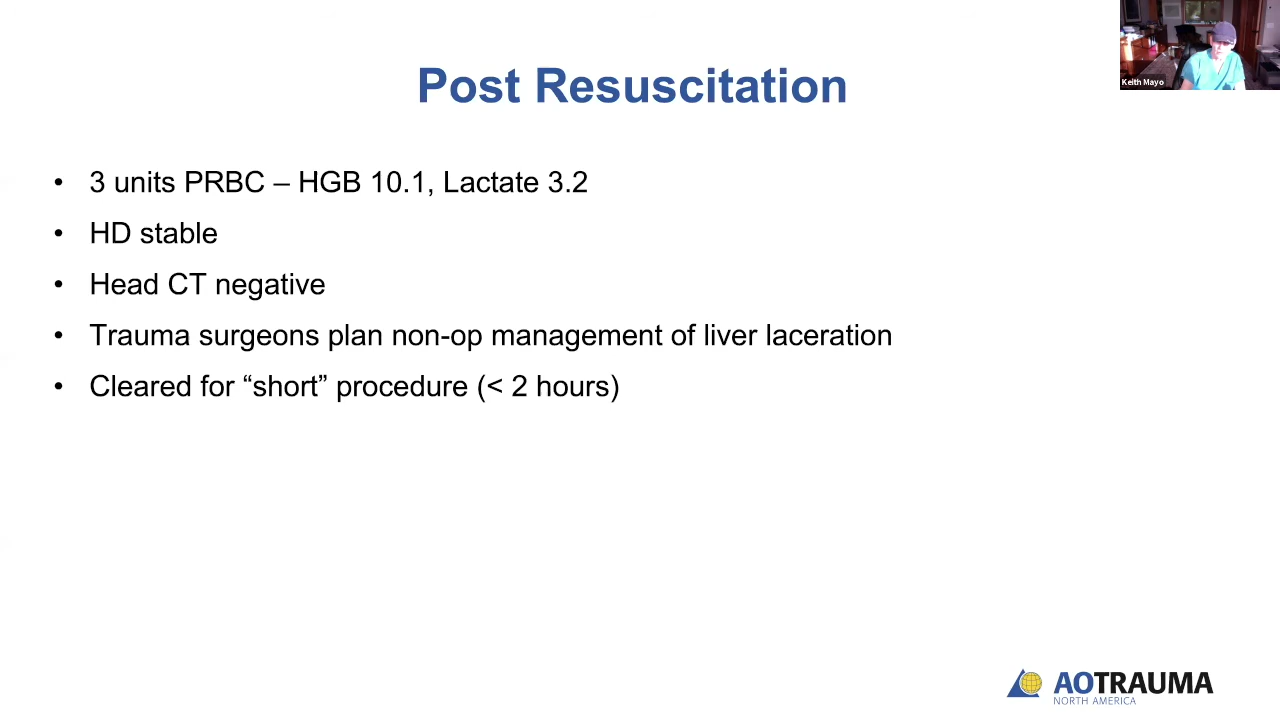 Post Resuscitation
Keith Mayo
• 3 units PRBC – HGB 10.1, Lactate 3.2
• HD stable
• Head CT negative
• Trauma surgeons plan non-op management of liver laceration
• Cleared for “short” procedure (< 2 hours)
AOTRAUMA
NORTH AMERICA